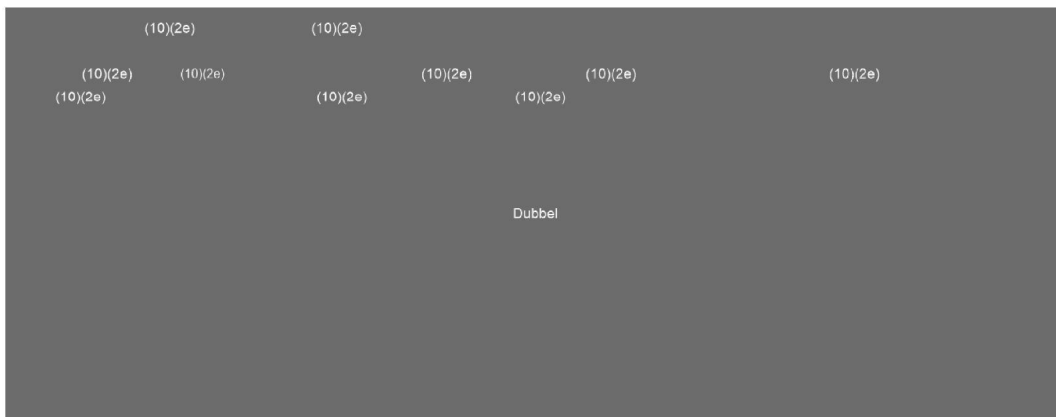 (10)(2e) (10)(2e)
(10)(2e) (10)(2e) (10)(2e) (10)(2e) (10)(2e)
(10)(2e) (10)(2e) (10)(2e)
Dubbel